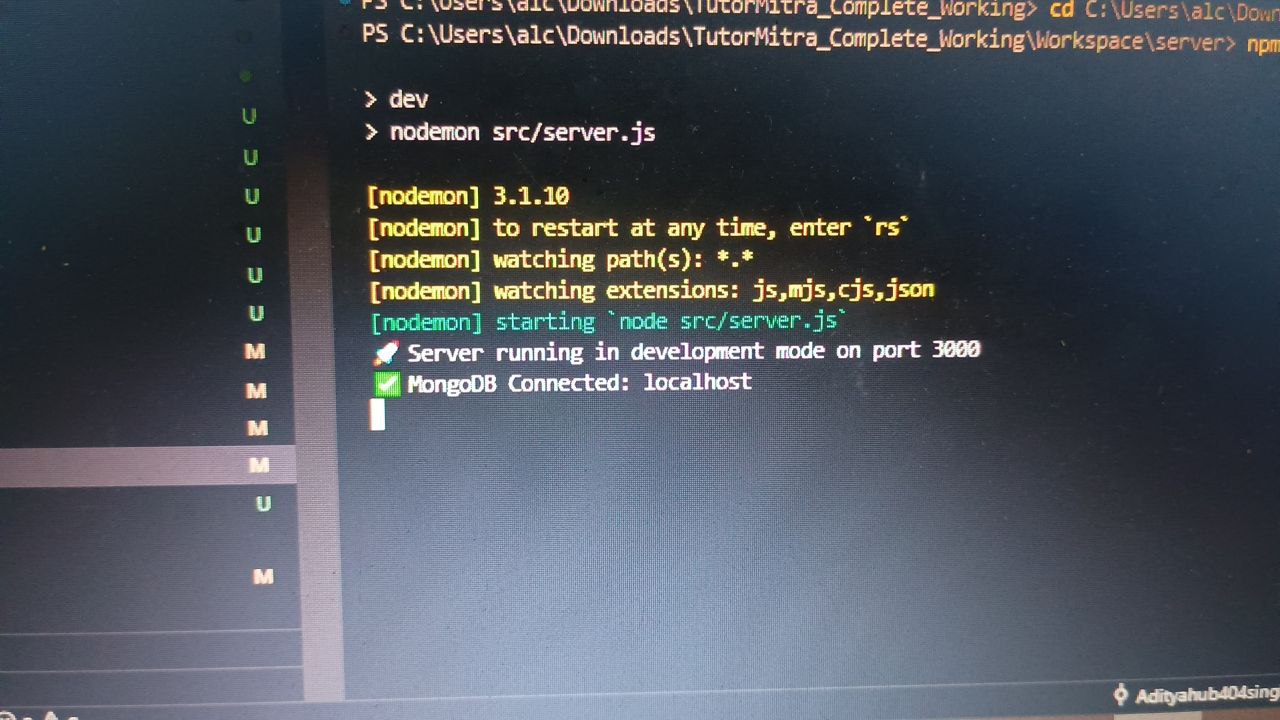 PS C:\Users\alc\Downloads\TutorMitra_Complete_Working> cd C:\Users\alc\Down
PS C:\Users\alc\Downloads\TutorMitra_Complete_Working\Workspace\server> npm
> dev
> nodemon src/server.js
[nodemon] 3.1.10
[nodemon] to restart at any time, enter `rs`
[nodemon] watching path(s): *.*
[nodemon] watching extensions: js,mjs,cjs,json
[nodemon] starting `node src/server.js`
🚀 Server running in development mode on port 3000
✅ MongoDB Connected: localhost
U
U
U
U
U
U
M
M
M
M
U
M
Adityahub404sing